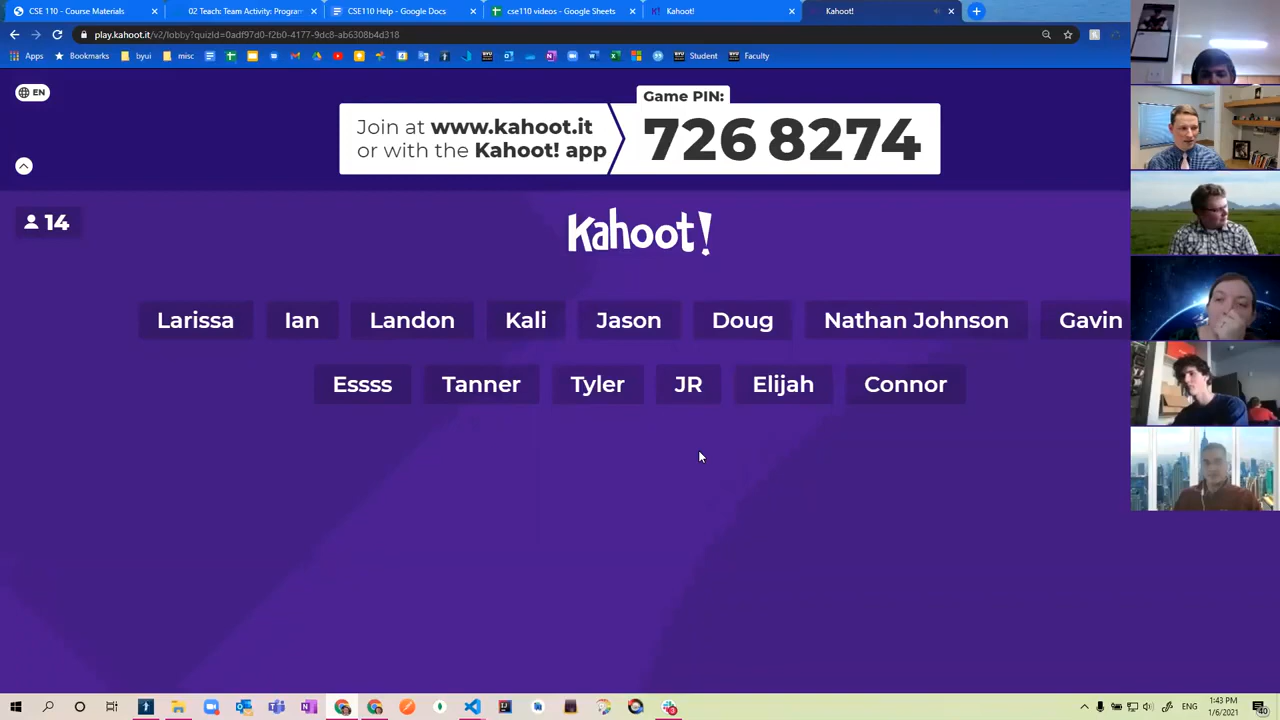 CSE 110 - Course Materials
02 Teach: Team Activity: Program
CSE110 Help - Google Docs
cse110 videos - Google Sheets
Kahoot!
Kahoot!
play.kahoot.it/v2/lobby?quizId=0adf97d0-f2b0-4177-9dc8-ab6308b4d318
Apps
Bookmarks
byui
misc
Student
Faculty
EN
Game PIN:
Join at www.kahoot.it
or with the Kahoot! app
726 8274
14
Kahoot!
Larissa
Ian
Landon
Kali
Jason
Doug
Nathan Johnson
Gavin
Essss
Tanner
Tyler
JR
Elijah
Connor
ENG
1:43 PM
1/6/2021
40